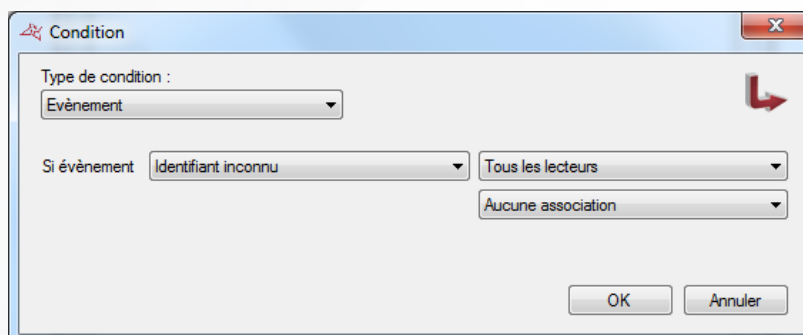 Condition
Type de condition :
Evènement
Si évènement Identifiant inconnu Tous les lecteurs
Aucune association
OK Annuler